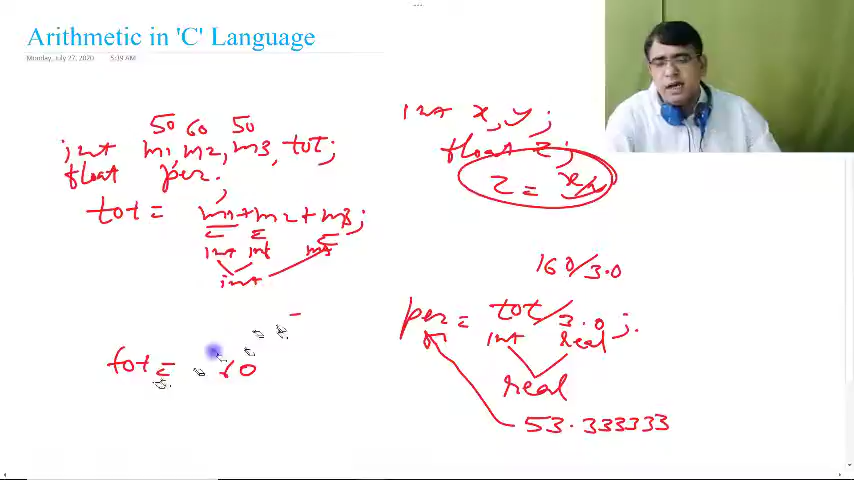 Arithmetic in 'C' Language
Monday, July 27, 2020 5:39 AM
50 60 50
int m1, m2, m3, tot;
float per;
tot = m1+m2+m3;
int int int
int
tot = 60
int x, y;
float z;
z = x/y
160/3.0
per = tot/3.0;
int real
real
53.333333